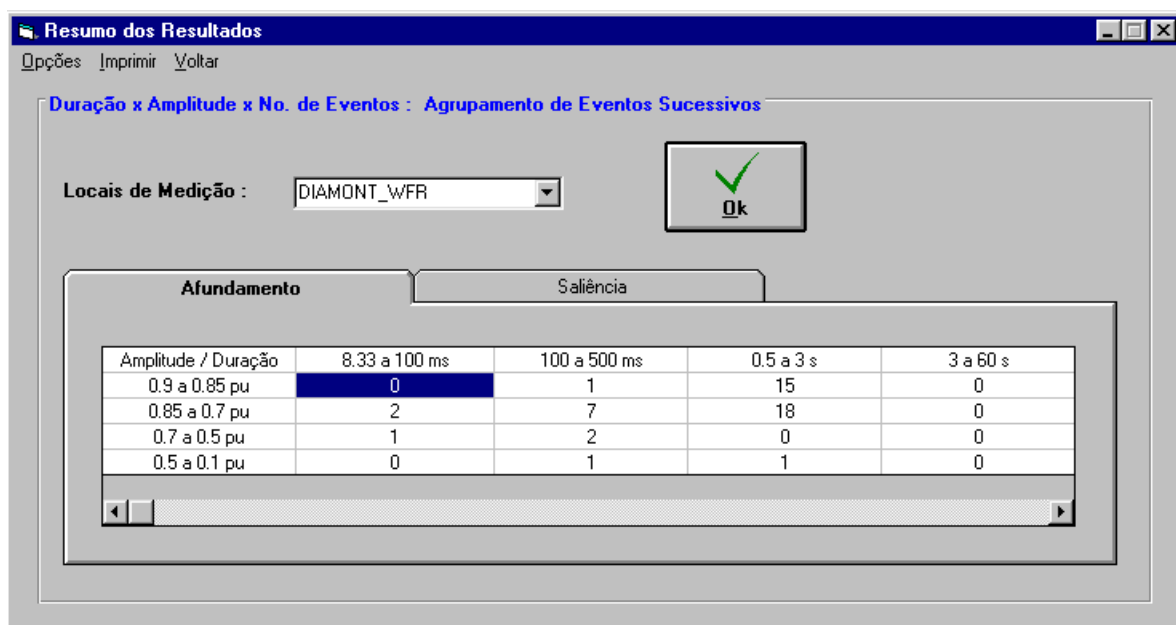 Resumo dos Resultados
Opções Imprimir Voltar
Duração x Amplitude x No. de Eventos : Agrupamento de Eventos Sucessivos
Locais de Medição : DIAMONT_WFR
Ok
Afundamento Saliência
Amplitude / Duração 8.33 a 100 ms 100 a 500 ms 0.5 a 3 s 3 a 60 s
0.9 a 0.85 pu 0 1 15 0
0.85 a 0.7 pu 2 7 18 0
0.7 a 0.5 pu 1 2 0 0
0.5 a 0.1 pu 0 1 1 0